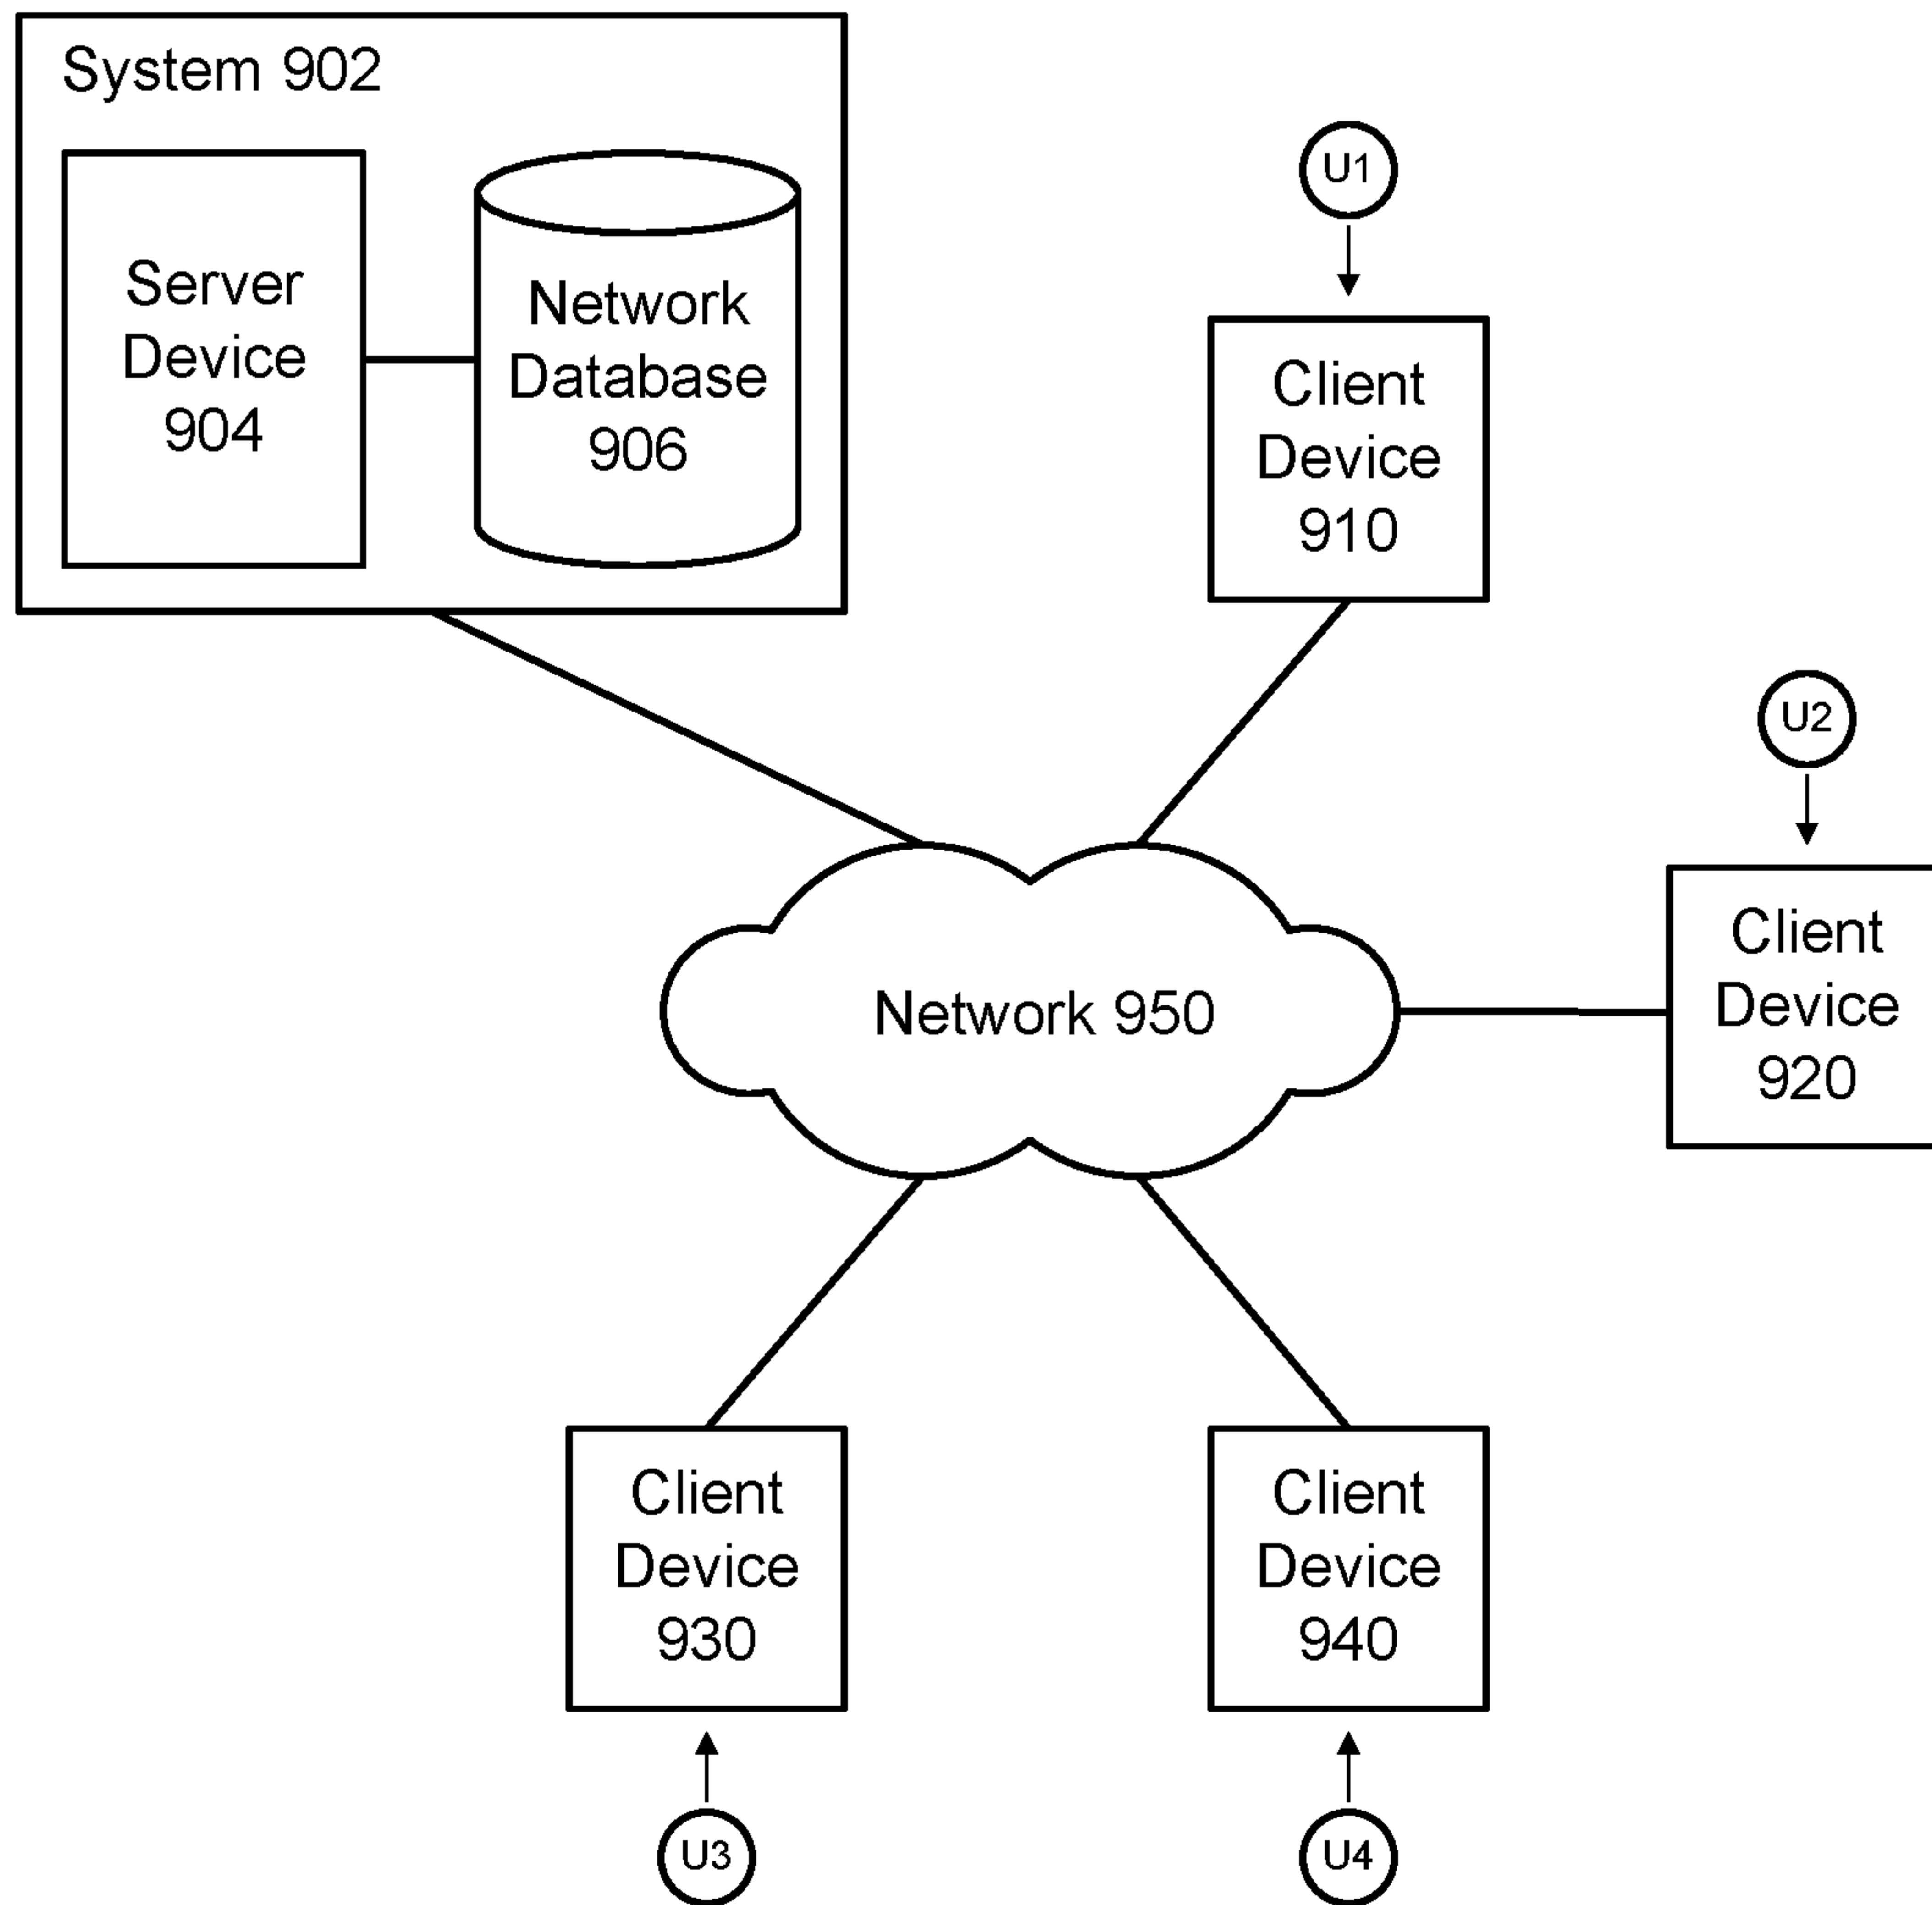 System 902
Server
Device
904
Network
Database
906
U1
Client
Device
910
U2
Client
Device
920
Network 950
Client
Device
930
Client
Device
940
U3
U4